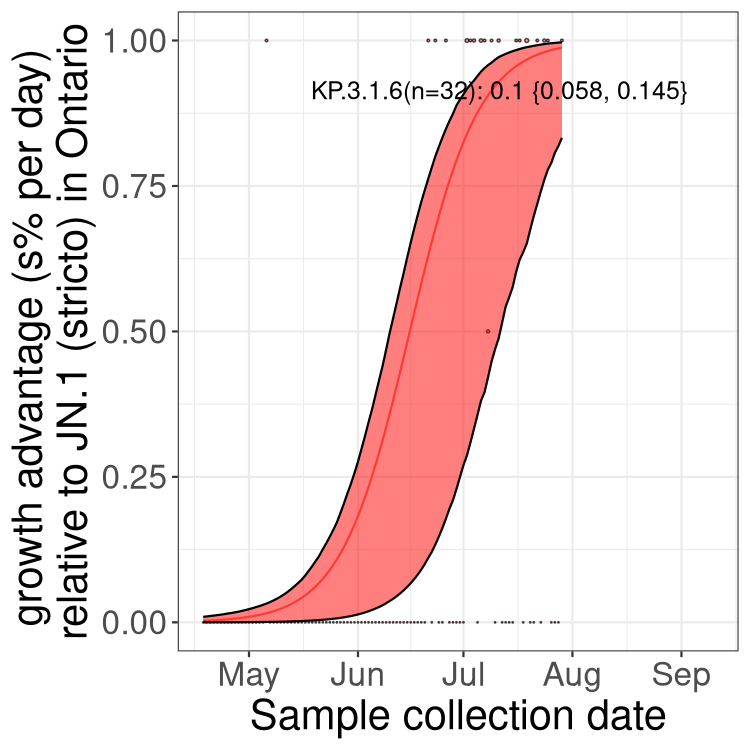 growth advantage (s% per day)
relative to JN.1 (stricto) in Ontario
1.00
0.75
0.50
0.25
0.00
KP.3.1.6(n=32): 0.1 {0.058, 0.145}
May Jun Jul Aug Sep
Sample collection date